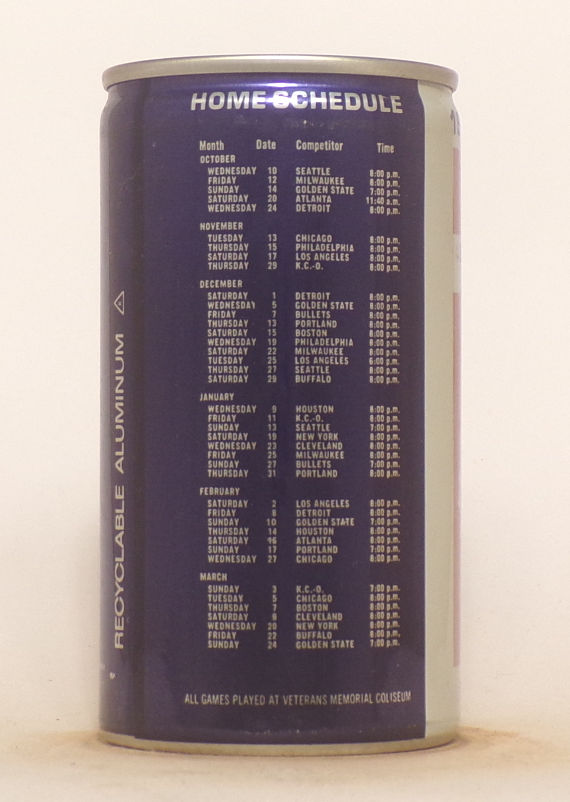 HOME SCHEDULE
Month Date Competitor Time
OCTOBER
WEDNESDAY 10 SEATTLE 8:00 p.m.
FRIDAY 12 MILWAUKEE 8:00 p.m.
SUNDAY 14 GOLDEN STATE 7:00 p.m.
SATURDAY 20 ATLANTA 11:40 a.m.
WEDNESDAY 24 DETROIT 8:00 p.m.
NOVEMBER
TUESDAY 13 CHICAGO 8:00 p.m.
THURSDAY 15 PHILADELPHIA 8:00 p.m.
SATURDAY 17 LOS ANGELES 8:00 p.m.
THURSDAY 29 K.C.-O. 8:00 p.m.
DECEMBER
SATURDAY 1 DETROIT 8:00 p.m.
WEDNESDAY 5 GOLDEN STATE 8:00 p.m.
FRIDAY 7 BULLETS 8:00 p.m.
THURSDAY 13 PORTLAND 8:00 p.m.
SATURDAY 15 BOSTON 8:00 p.m.
WEDNESDAY 19 PHILADELPHIA 8:00 p.m.
SATURDAY 22 MILWAUKEE 8:00 p.m.
TUESDAY 25 LOS ANGELES 6:00 p.m.
THURSDAY 27 SEATTLE 8:00 p.m.
SATURDAY 29 BUFFALO 8:00 p.m.
JANUARY
WEDNESDAY 9 HOUSTON 8:00 p.m.
FRIDAY 11 K.C.-O. 8:00 p.m.
SUNDAY 13 SEATTLE 7:00 p.m.
SATURDAY 19 NEW YORK 8:00 p.m.
WEDNESDAY 23 CLEVELAND 8:00 p.m.
FRIDAY 25 MILWAUKEE 8:00 p.m.
SUNDAY 27 BULLETS 7:00 p.m.
THURSDAY 31 PORTLAND 8:00 p.m.
FEBRUARY
SATURDAY 2 LOS ANGELES 8:00 p.m.
FRIDAY 8 DETROIT 8:00 p.m.
SUNDAY 10 GOLDEN STATE 7:00 p.m.
THURSDAY 14 HOUSTON 8:00 p.m.
SATURDAY 16 ATLANTA 8:00 p.m.
SUNDAY 17 PORTLAND 7:00 p.m.
WEDNESDAY 27 CHICAGO 8:00 p.m.
MARCH
SUNDAY 3 K.C.-O. 7:00 p.m.
TUESDAY 5 CHICAGO 8:00 p.m.
THURSDAY 7 BOSTON 8:00 p.m.
SATURDAY 9 CLEVELAND 8:00 p.m.
WEDNESDAY 20 NEW YORK 8:00 p.m.
FRIDAY 22 BUFFALO 8:00 p.m.
SUNDAY 24 GOLDEN STATE 7:00 p.m.
ALL GAMES PLAYED AT VETERANS MEMORIAL COLISEUM
RECYCLABLE ALUMINUM